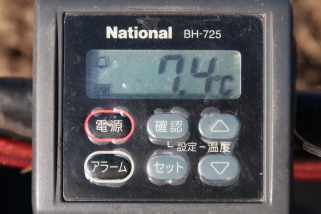 National BH-725
7.4℃
電源 確認 △
設定-温度
アラーム セット ▽